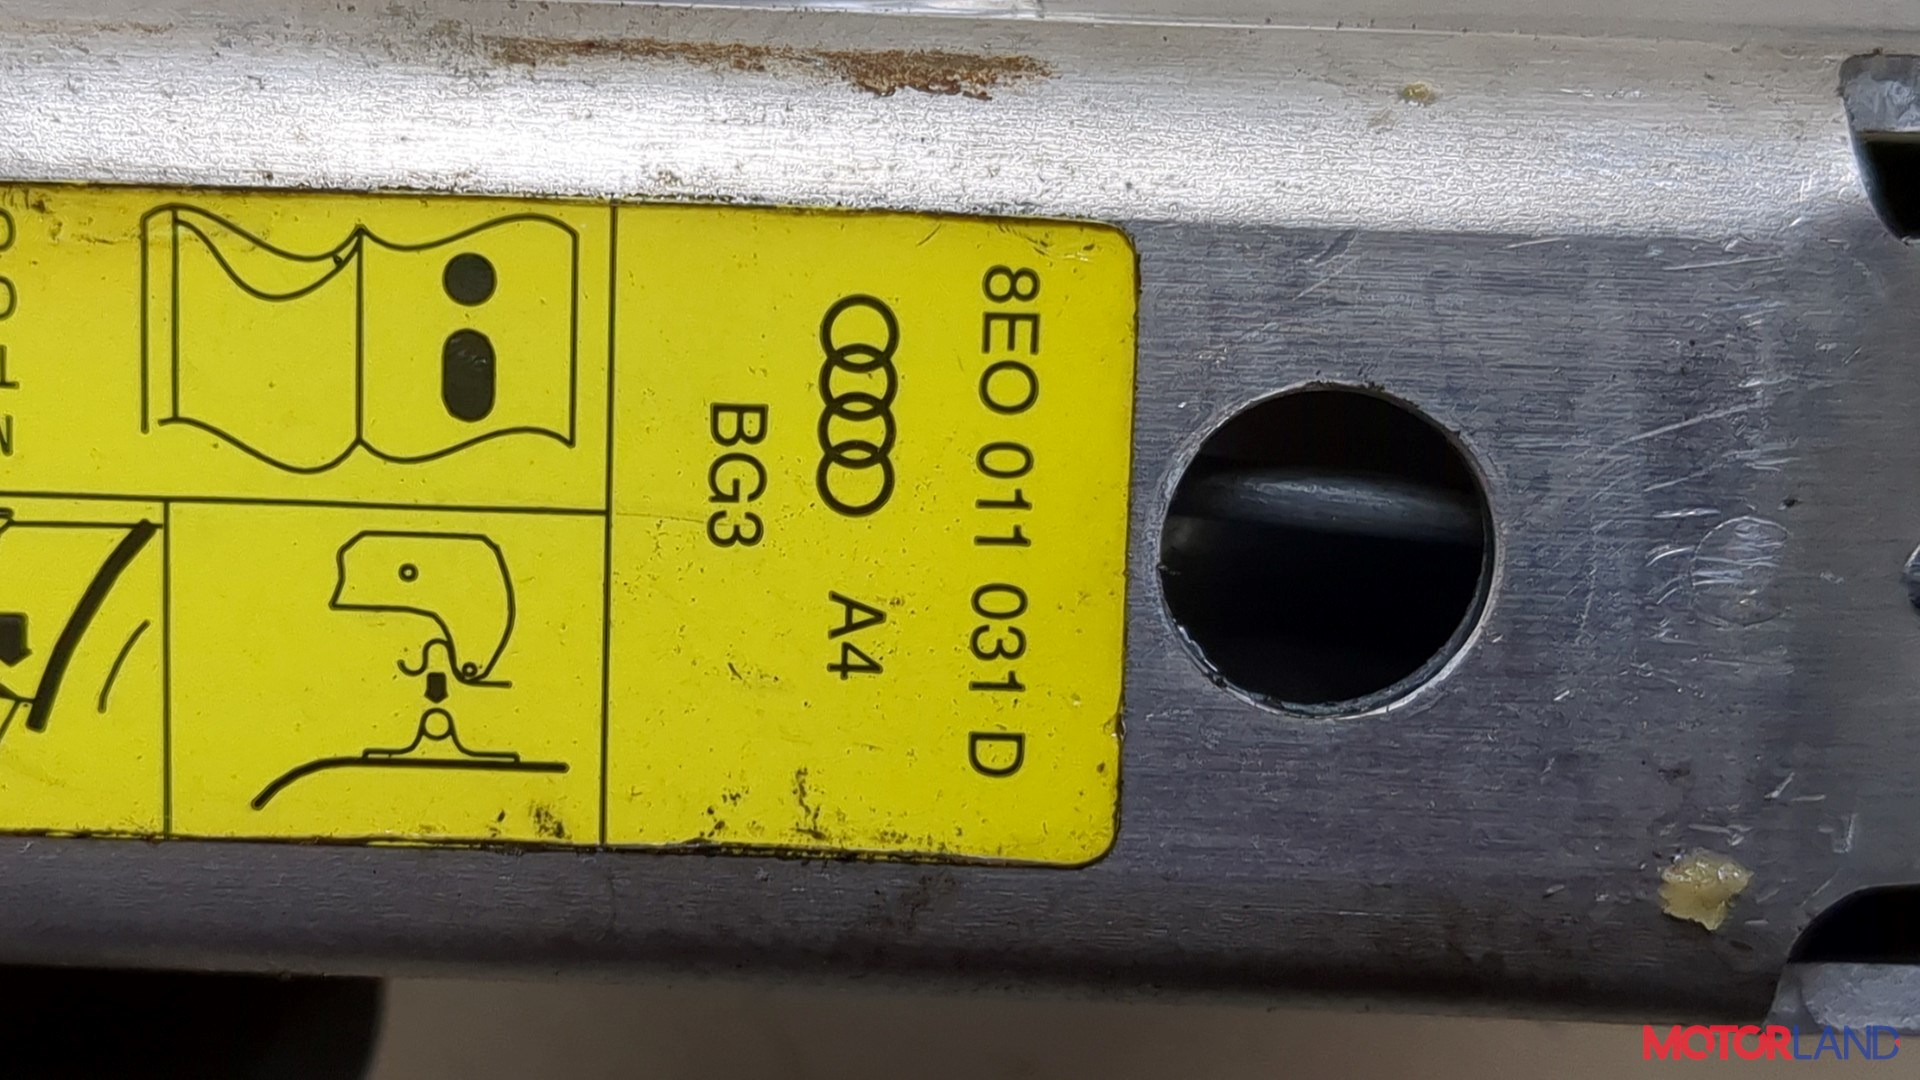 8E0 011 031 D
A4
BG3
MOTORLAND